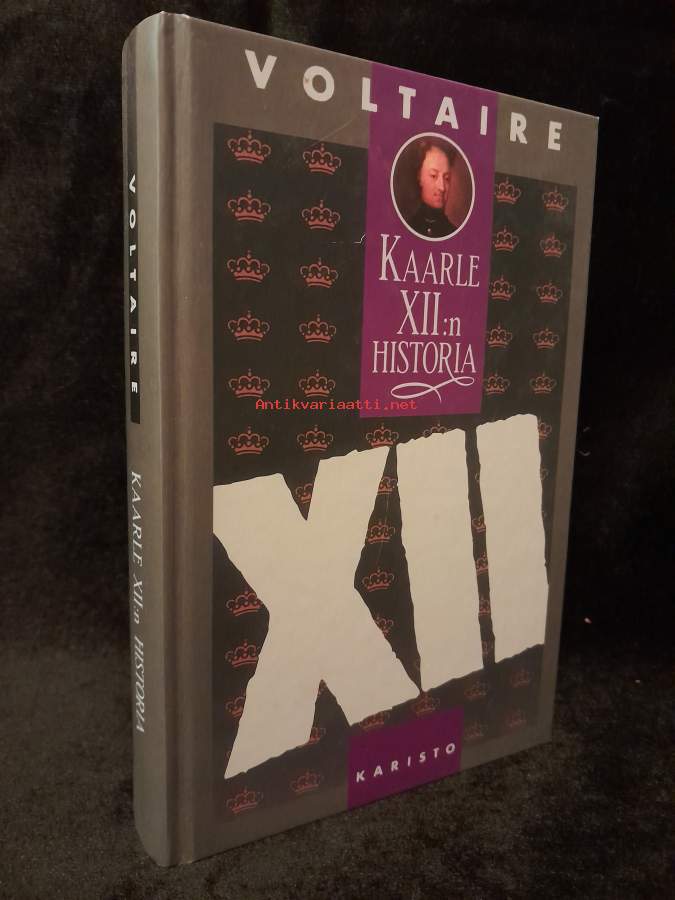 VOLTAIRE
KAARLE
XII:n
HISTORIA
Antikvariaatti.net
XII
KARISTO
VOLTAIRE
KAARLE XII:n HISTORIA